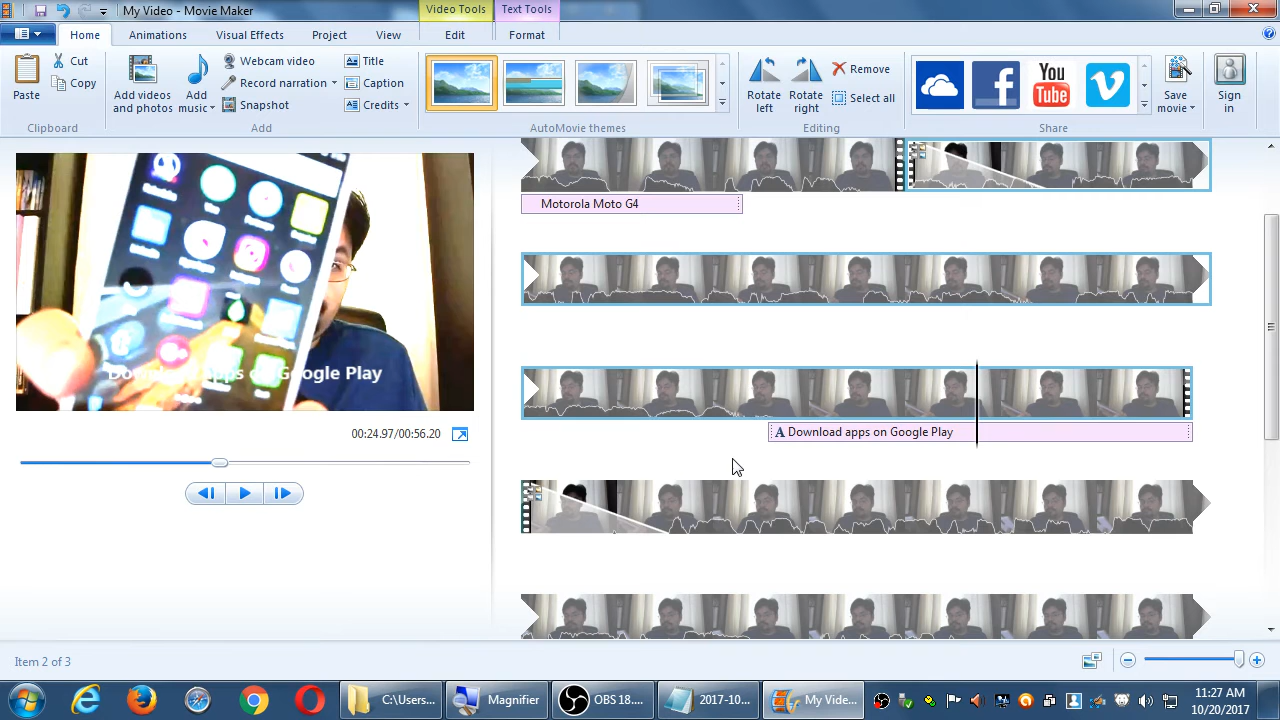 My Video - Movie Maker
Video Tools
Text Tools
Home
Animations
Visual Effects
Project
View
Edit
Format
Paste
Cut
Copy
Clipboard
Add videos and photos
Add music
Webcam video
Record narration
Snapshot
Title
Caption
Credits
Add
AutoMovie themes
Rotate left
Rotate right
Remove
Select all
Editing
You Tube
Share
Save movie
Sign in
Download apps on Google Play
00:24.97/00:56.20
Motorola Moto G4
A Download apps on Google Play
Item 2 of 3
C:\Users...
Magnifier
OBS 18....
2017-10...
My Vide...
11:27 AM
10/20/2017